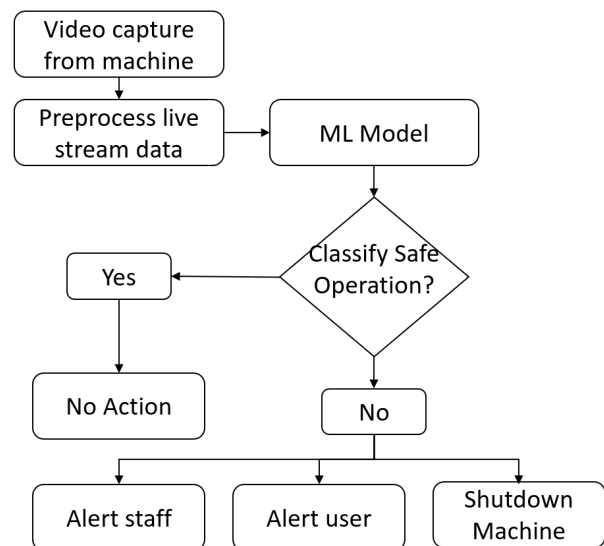 Video capture
from machine
Preprocess live
stream data
ML Model
Classify Safe
Operation?
Yes
No Action
No
Alert staff
Alert user
Shutdown
Machine